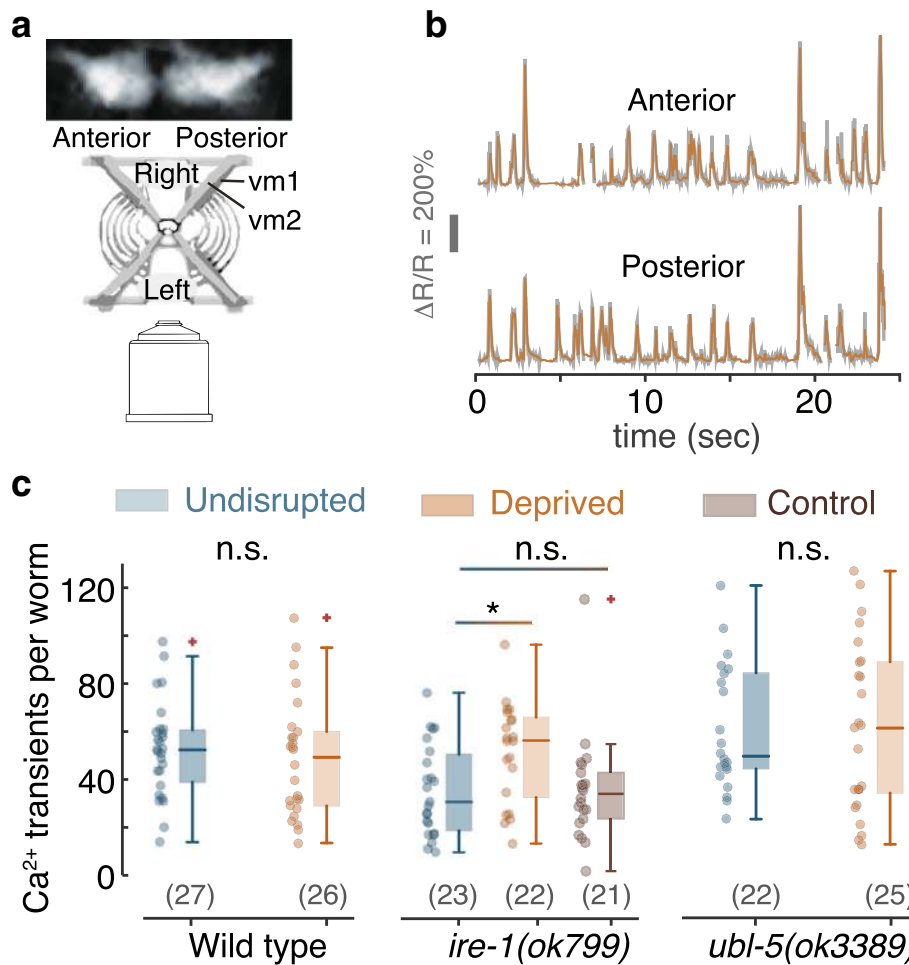 a
Anterior Posterior
Right
vm1
vm2
Left
b
Anterior
ΔR/R = 200%
Posterior
0 10 20
time (sec)
c
Undisrupted Deprived Control
n.s. n.s. n.s.
*
Ca²⁺ transients per worm
120
80
40
0
(27) (26) (23) (22) (21) (22) (25)
Wild type ire-1(ok799) ubl-5(ok3389)